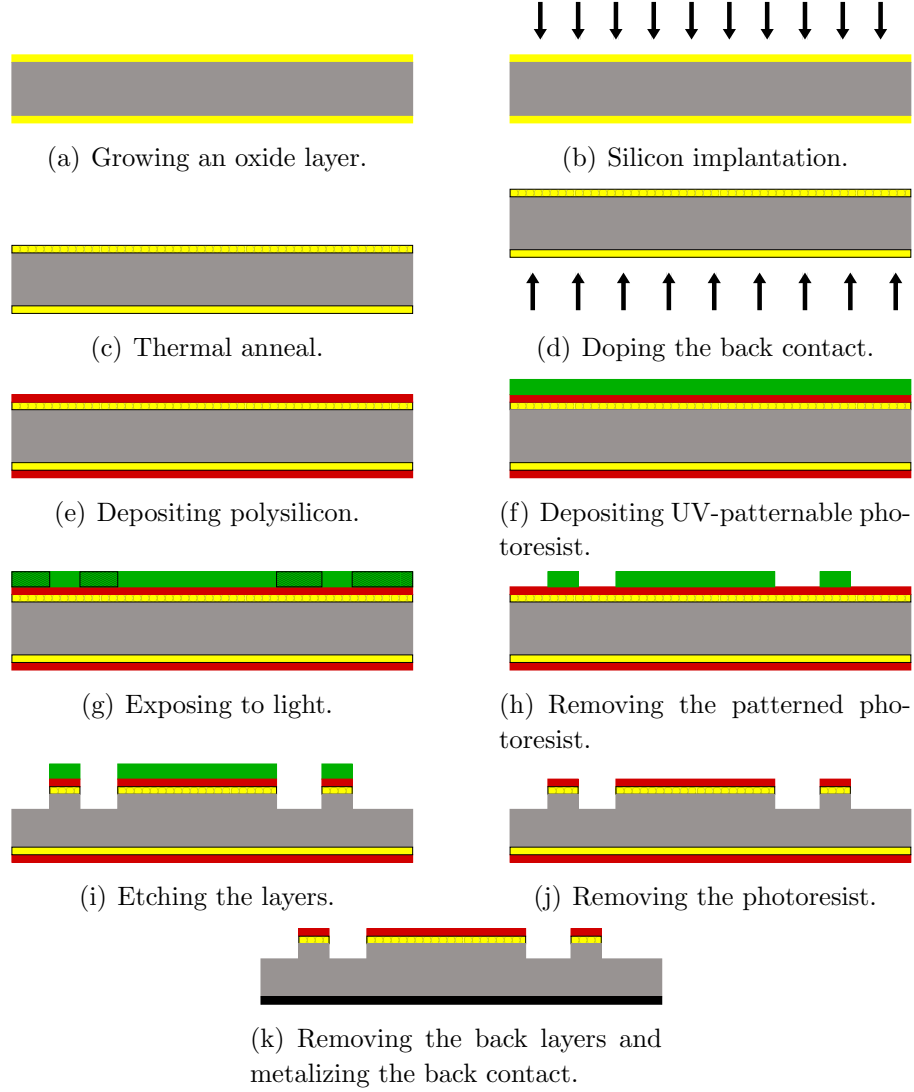 (a) Growing an oxide layer.
(b) Silicon implantation.
(c) Thermal anneal.
(d) Doping the back contact.
(e) Depositing polysilicon.
(f) Depositing UV-patternable pho-
toresist.
(g) Exposing to light.
(h) Removing the patterned pho-
toresist.
(i) Etching the layers.
(j) Removing the photoresist.
(k) Removing the back layers and
metalizing the back contact.